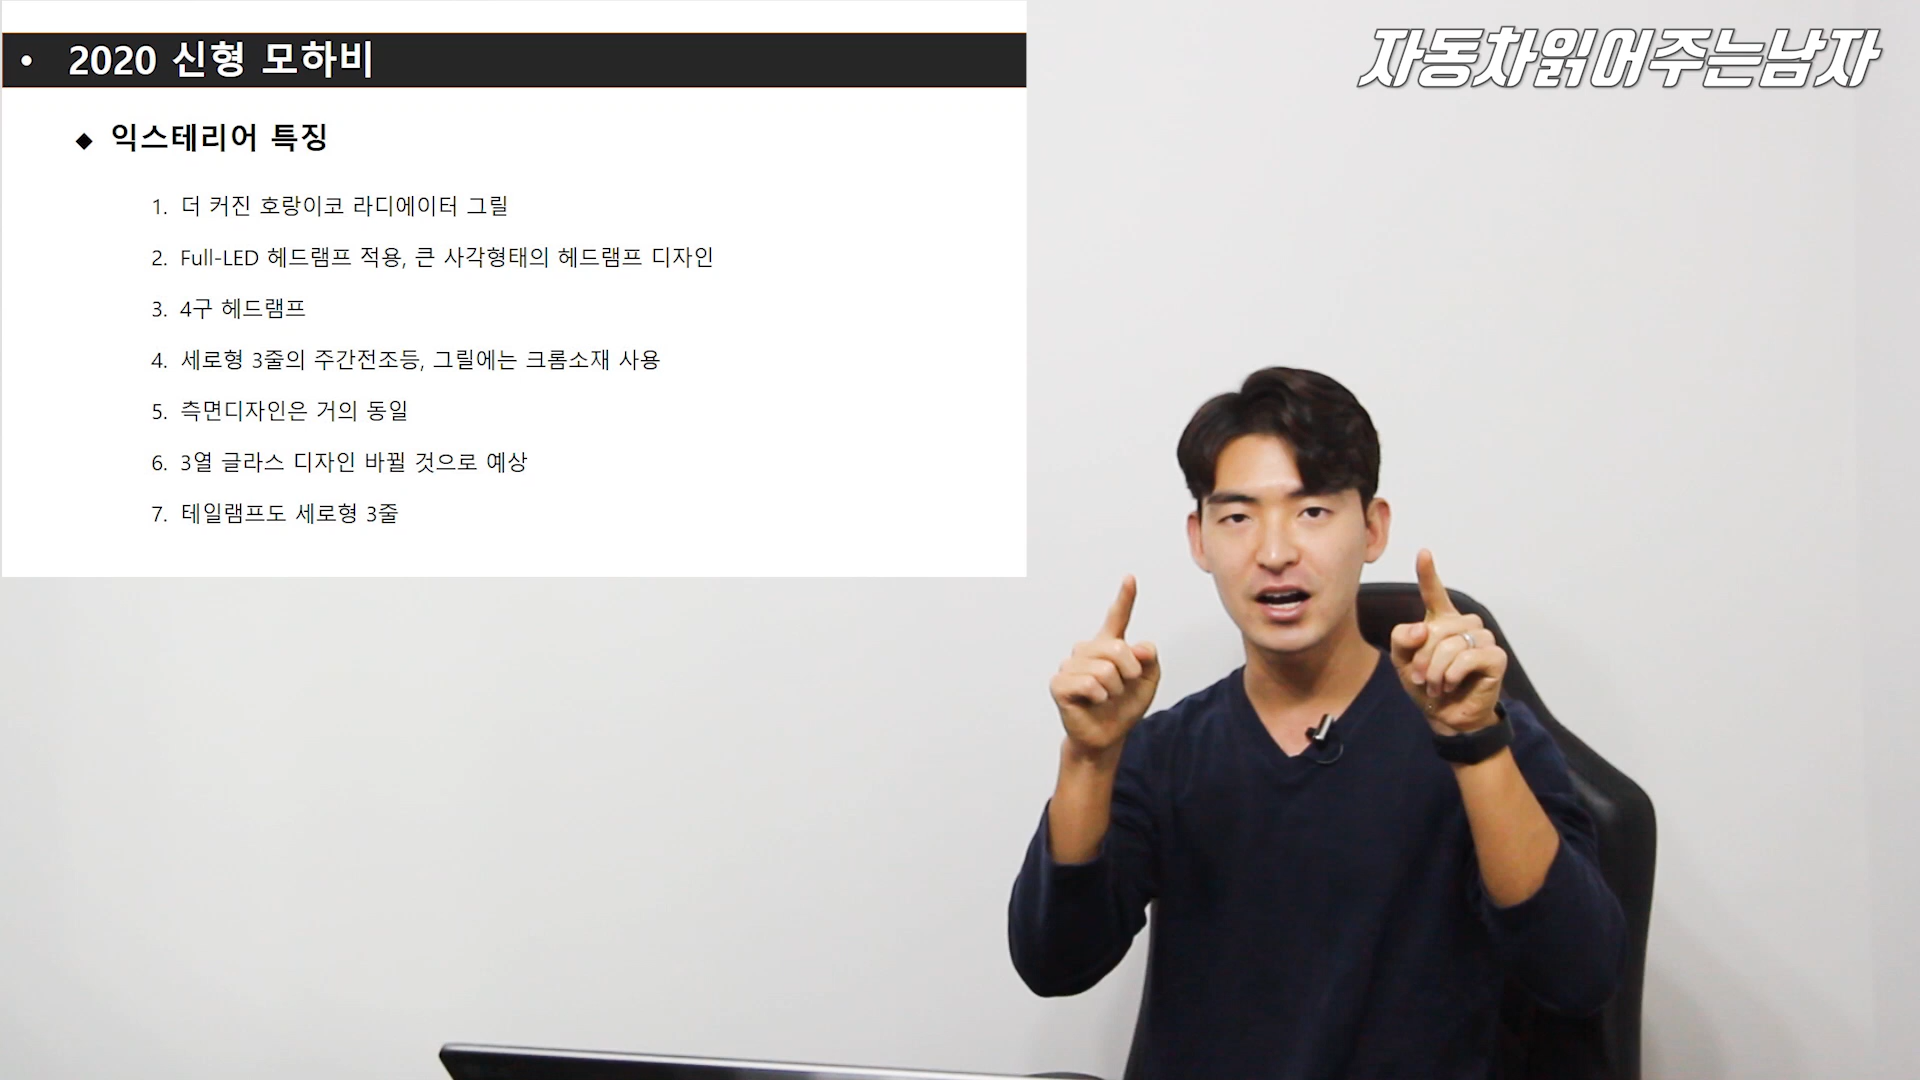 • 2020 신형 모하비
자동차읽어주는남자
◆ 익스테리어 특징
1. 더 커진 호랑이코 라디에이터 그릴
2. Full-LED 헤드램프 적용, 큰 사각형태의 헤드램프 디자인
3. 4구 헤드램프
4. 세로형 3줄의 주간전조등, 그릴에는 크롬소재 사용
5. 측면디자인은 거의 동일
6. 3열 글라스 디자인 바뀔 것으로 예상
7. 테일램프도 세로형 3줄